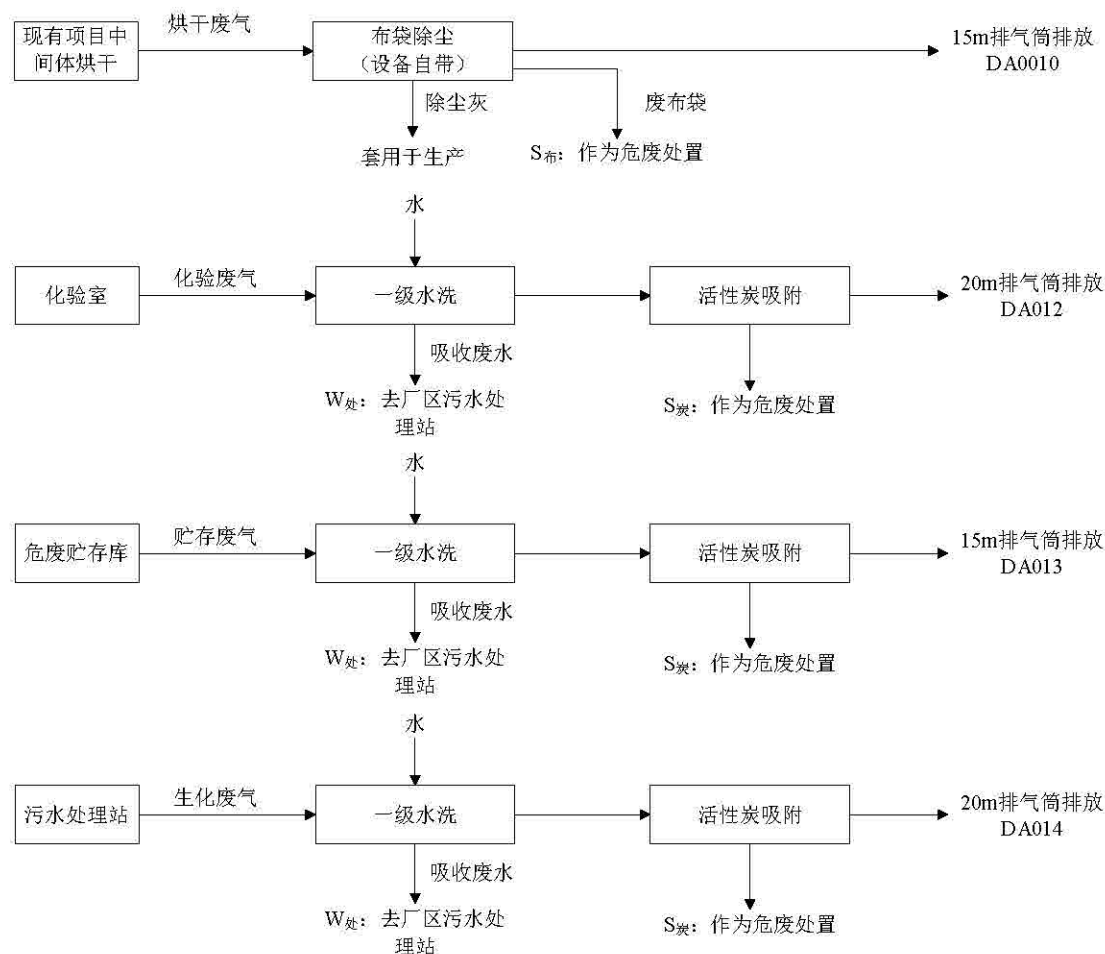 现有项目中
间体烘干
烘干废气
布袋除尘
（设备自带）
15m排气筒排放
DA0010
除尘灰
废布袋
套用于生产
S布：作为危废处置
水
化验室
化验废气
一级水洗
活性炭吸附
20m排气筒排放
DA012
吸收废水
W处：去厂区污水处
理站
S炭：作为危废处置
水
危废贮存库
贮存废气
一级水洗
活性炭吸附
15m排气筒排放
DA013
吸收废水
W处：去厂区污水处
理站
S炭：作为危废处置
水
污水处理站
生化废气
一级水洗
活性炭吸附
20m排气筒排放
DA014
吸收废水
W处：去厂区污水处
理站
S炭：作为危废处置